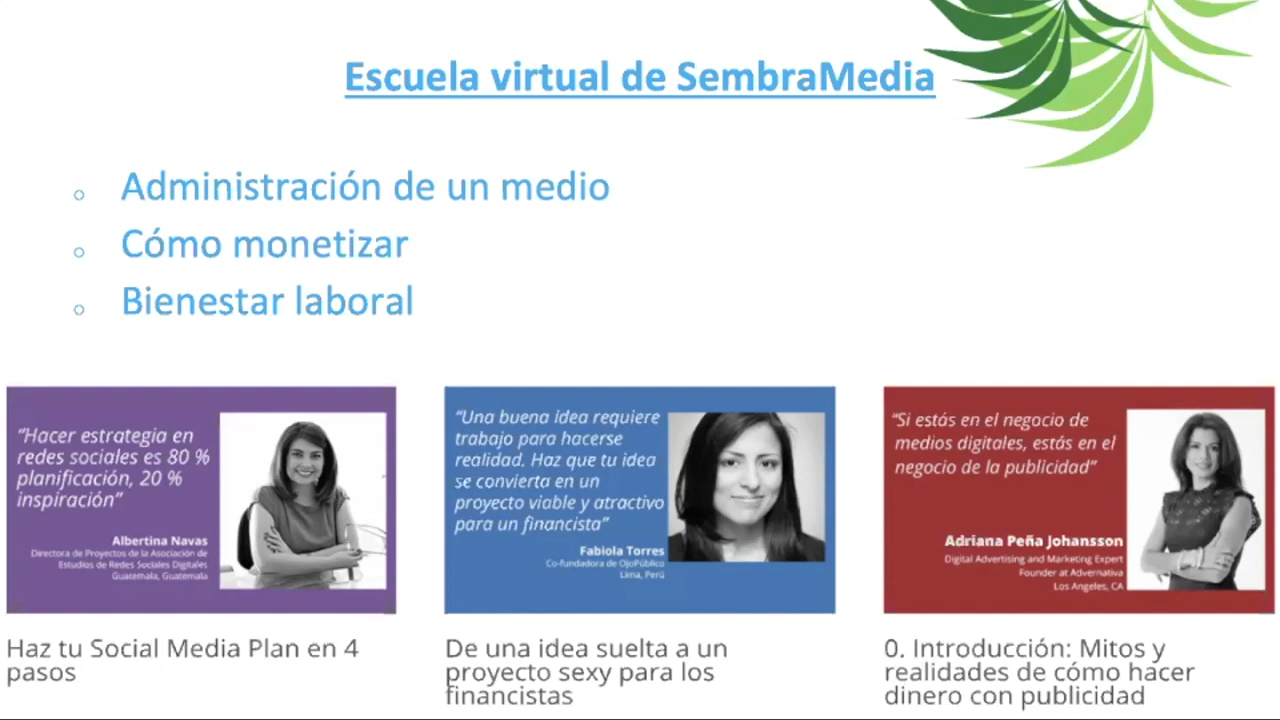 Escuela virtual de SembraMedia
Administración de un medio
Cómo monetizar
Bienestar laboral
“Hacer estrategia en
redes sociales es 80 %
planificación, 20 %
inspiración”
Albertina Navas
Directora de Proyectos de la Asociación de
Estudios de Redes Sociales Digitales
Guatemala, Guatemala
Haz tu Social Media Plan en 4
pasos
“Una buena idea requiere
trabajo para hacerse
realidad. Haz que tu idea
se convierta en un
proyecto viable y atractivo
para un financista”
Fabiola Torres
Co-fundadora de OjoPúblico
Lima, Perú
De una idea suelta a un
proyecto sexy para los
financistas
“Si estás en el negocio de
medios digitales, estás en el
negocio de la publicidad”
Adriana Peña Johansson
Digital Advertising and Marketing Expert
Founder at Advernativa
Los Angeles, CA
0. Introducción: Mitos y
realidades de cómo hacer
dinero con publicidad